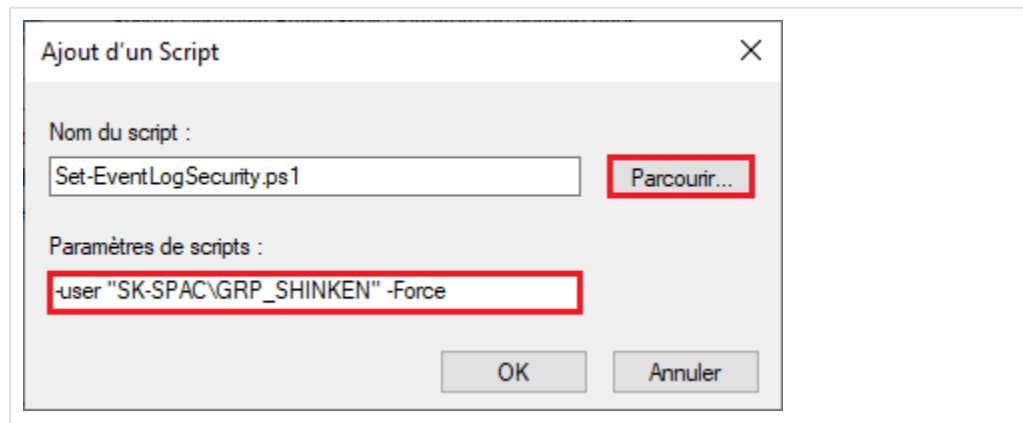 Ajout d'un Script
Nom du script :
Set-EventLogSecurity.ps1
Parcourir...
Paramètres de scripts :
-user "SK-SPAC\GRP_SHINKEN" -Force
OK
Annuler